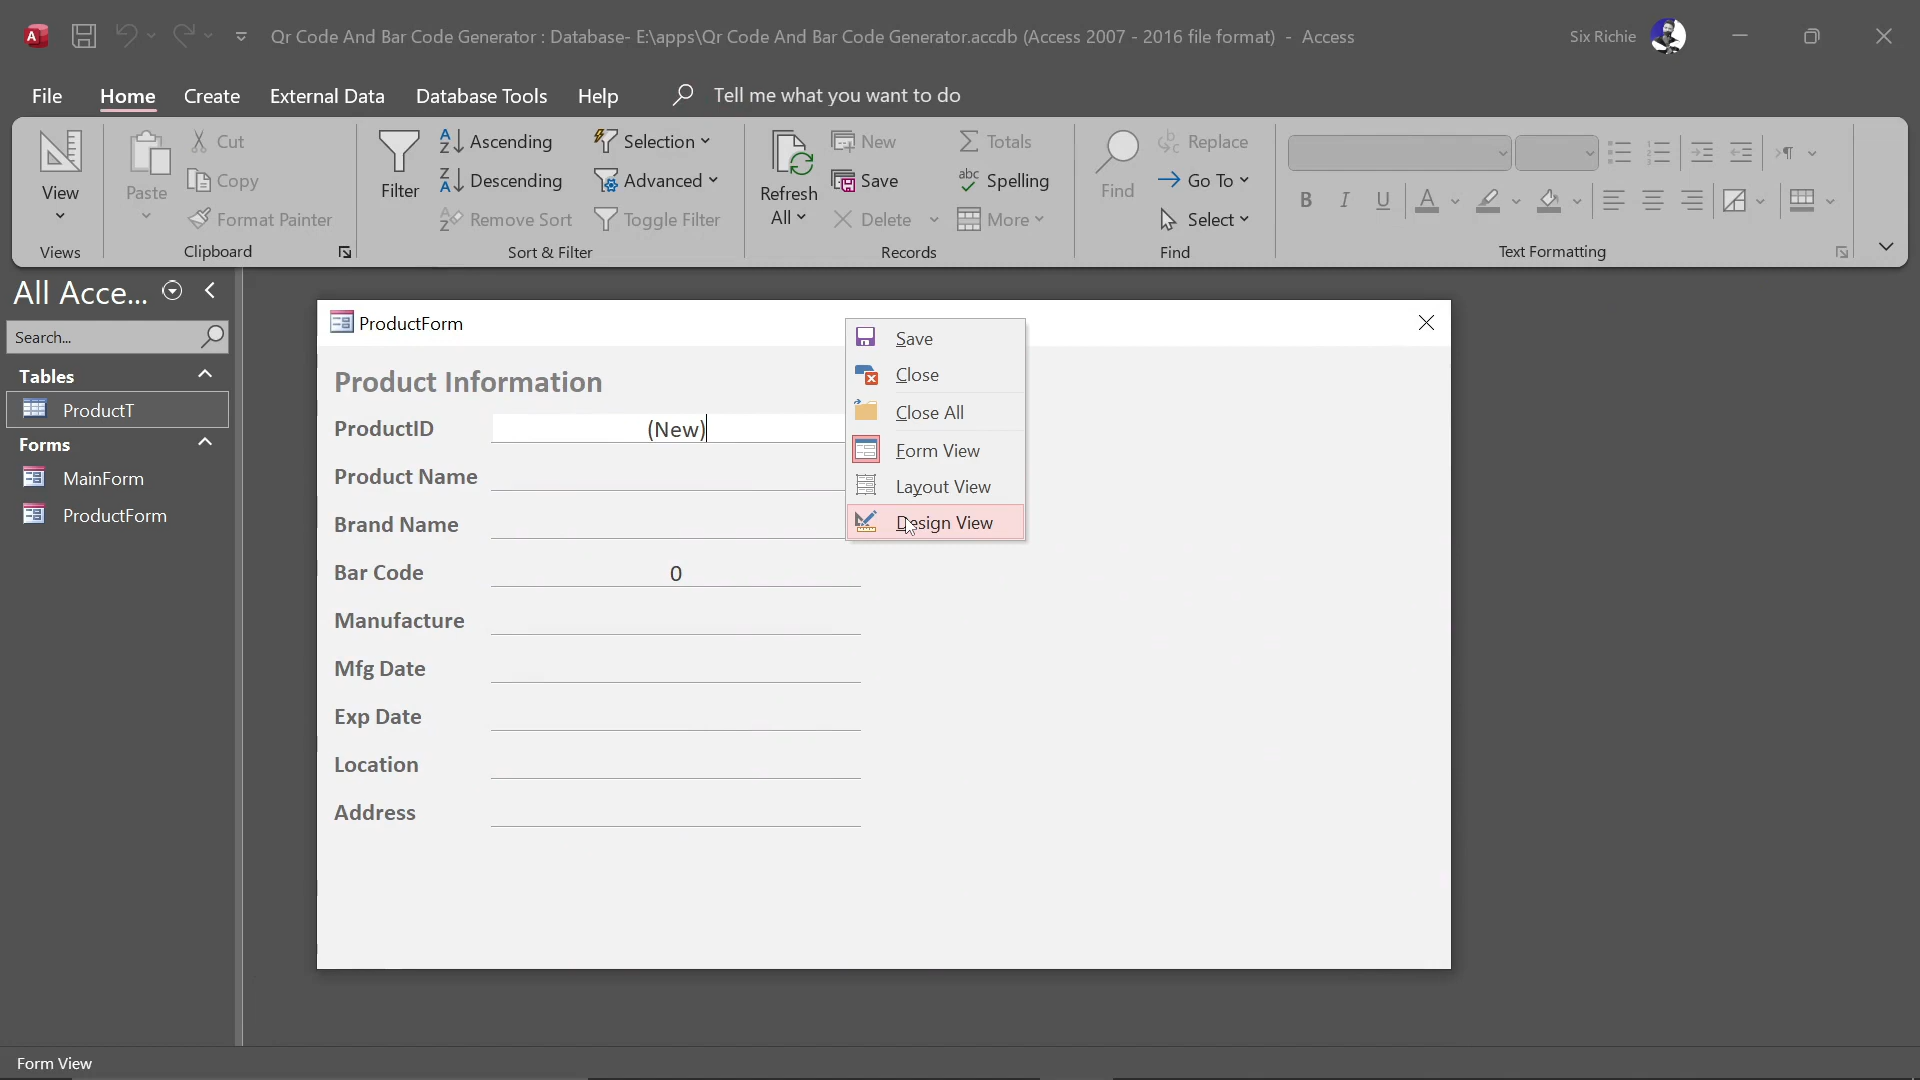 Qr Code And Bar Code Generator : Database- E:\apps\Qr Code And Bar Code Generator.accdb (Access 2007 - 2016 file format) - Access
Six Richie
File Home Create External Data Database Tools Help Tell me what you want to do
View
Views
Paste
Cut
Copy
Format Painter
Clipboard
Filter
Ascending
Descending
Remove Sort
Selection
Advanced
Toggle Filter
Sort & Filter
Refresh
All
New
Save
Delete
Totals
Spelling
More
Records
Find
Replace
Go To
Select
Find
Text Formatting
All Acce...
Search...
Tables
ProductT
Forms
MainForm
ProductForm
ProductForm
Product Information
ProductID (New)
Product Name
Brand Name
Bar Code 0
Manufacture
Mfg Date
Exp Date
Location
Address
Save
Close
Close All
Form View
Layout View
Design View
Form View